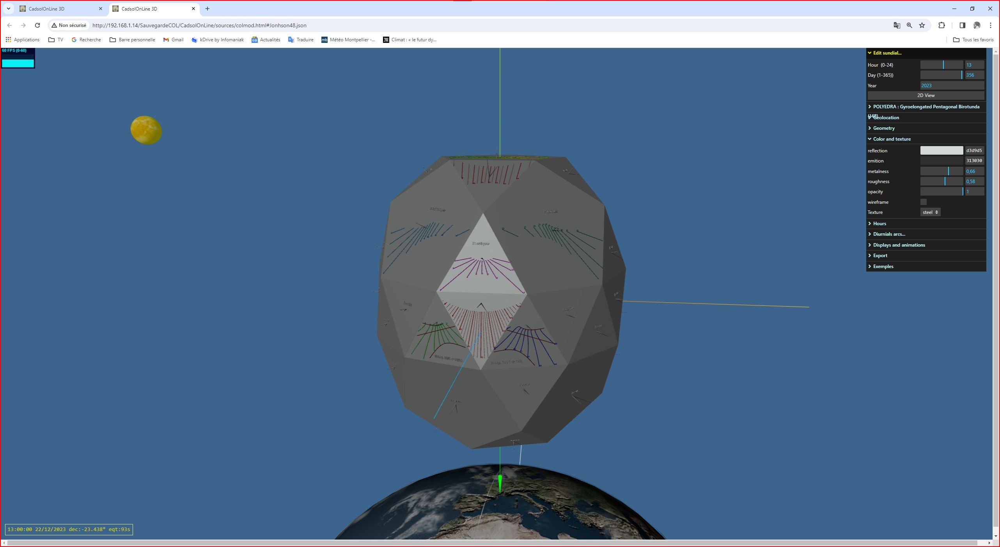 CadsolOnLine 3D
CadsolOnLine 3D
Non sécurisé
http://192.168.1.14/SauvegardeCOL/CadsolOnLine/sources/colmod.html#Jonhson48.json
Applications
TV
Recherche
Barre personnelle
Gmail
kDrive by Infomaniak
Actualités
Traduire
mb Météo Montpellier -...
Climat : « le futur dy...
Tous les favoris
60 FPS (0-60)
Edit sundial...
Hour (0-24) 13
Day (1-365)) 356
Year 2023
2D View
POLYEDRA : Gyroelongated Pentagonal Birotunda
(J48)
Geolocation
Geometry
Color and texture
reflection d3d9d5
emition 313030
metalness 0,66
roughness 0,58
opacity 1
wireframe
Texture steel
Hours
Diurnials arcs...
Displays and animations
Export
Exemples
13:00:00 22/12/2023 dec:-23.438° eqt:93s